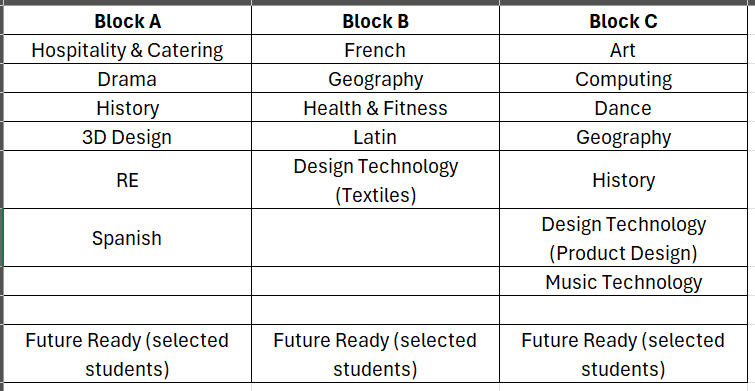 Block A Block B Block C
Hospitality & Catering French Art
Drama Geography Computing
History Health & Fitness Dance
3D Design Latin Geography
RE Design Technology (Textiles) History
Spanish Design Technology (Product Design)
Music Technology
Future Ready (selected students) Future Ready (selected students) Future Ready (selected students)